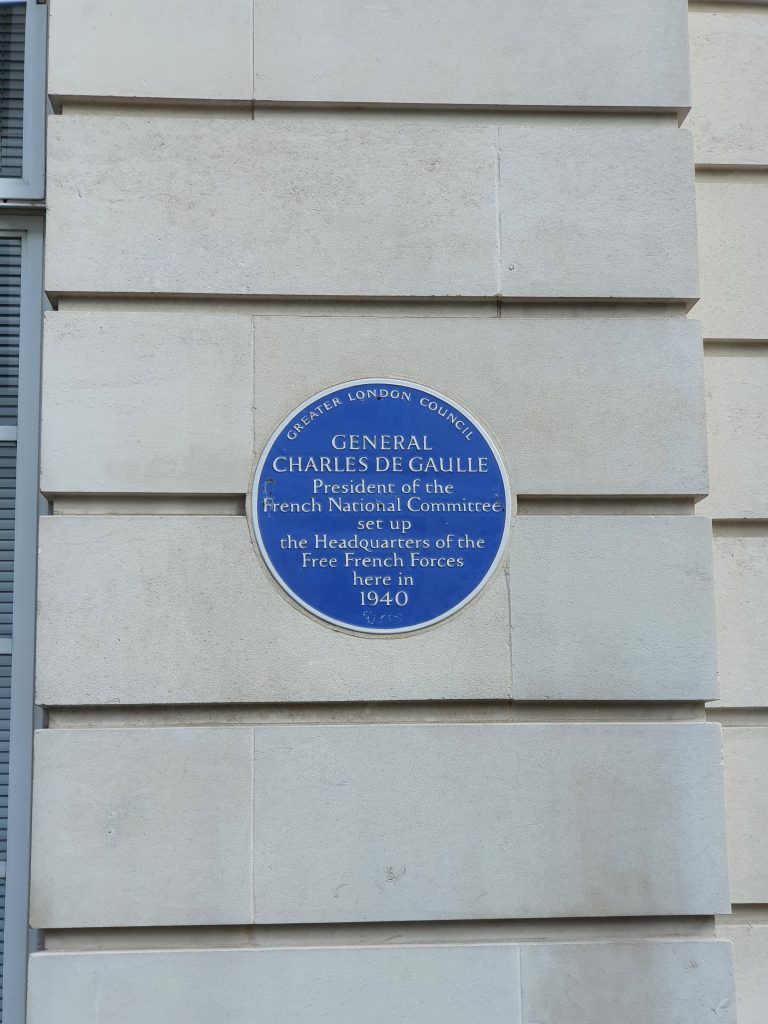 GREATER LONDON COUNCIL
GENERAL
CHARLES DE GAULLE
President of the
French National Committee
set up
the Headquarters of the
Free French Forces
here in
1940